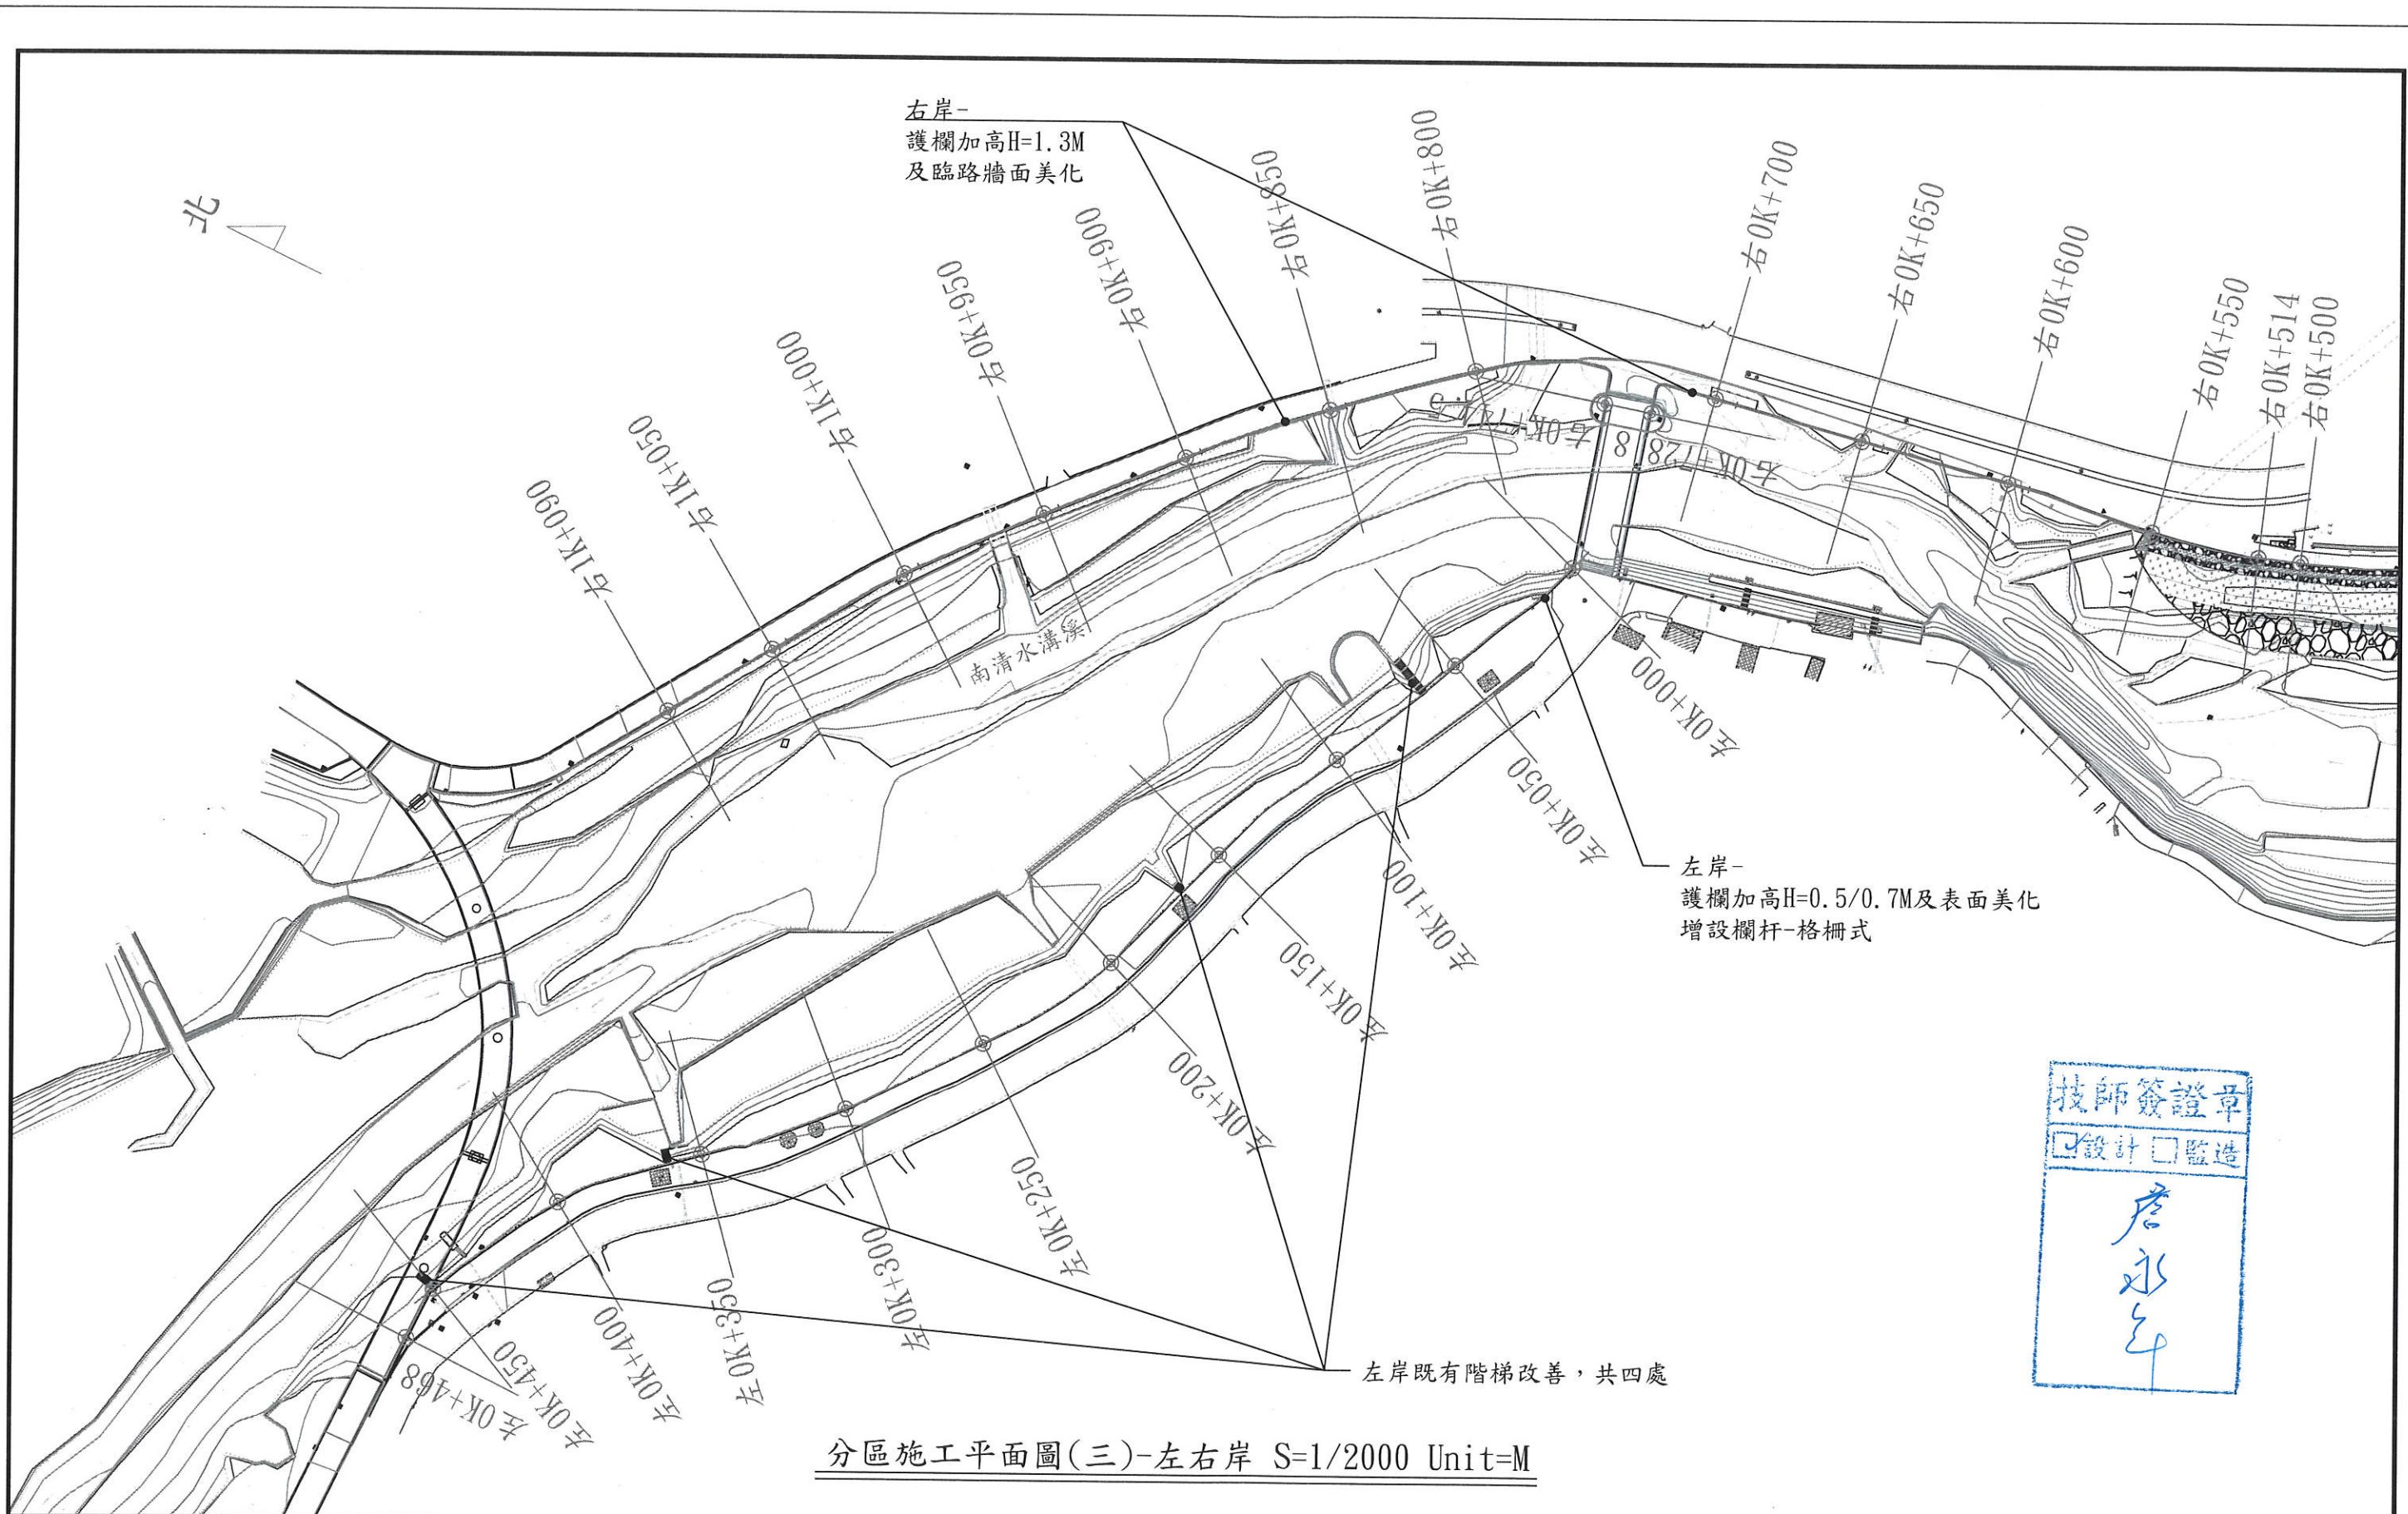 右岸-
護欄加高H=1.3M
及臨路牆面美化
北
右1K+090
右1K+050
右1K+000
右0K+950
右0K+900
右0K+850
右0K+800
右0K+728
右0K+700
右0K+650
右0K+600
右0K+550
右0K+514
右0K+500
南清水溝溪
左0K+000
左0K+050
左0K+100
左0K+150
左0K+200
左0K+250
左0K+300
左0K+350
左0K+400
左0K+450
左0K+468
左岸-
護欄加高H=0.5/0.7M及表面美化
增設欄杆-格柵式
左岸既有階梯改善，共四處
技師簽證章
☑設計 □監造
詹永年
分區施工平面圖(三)-左右岸 S=1/2000 Unit=M